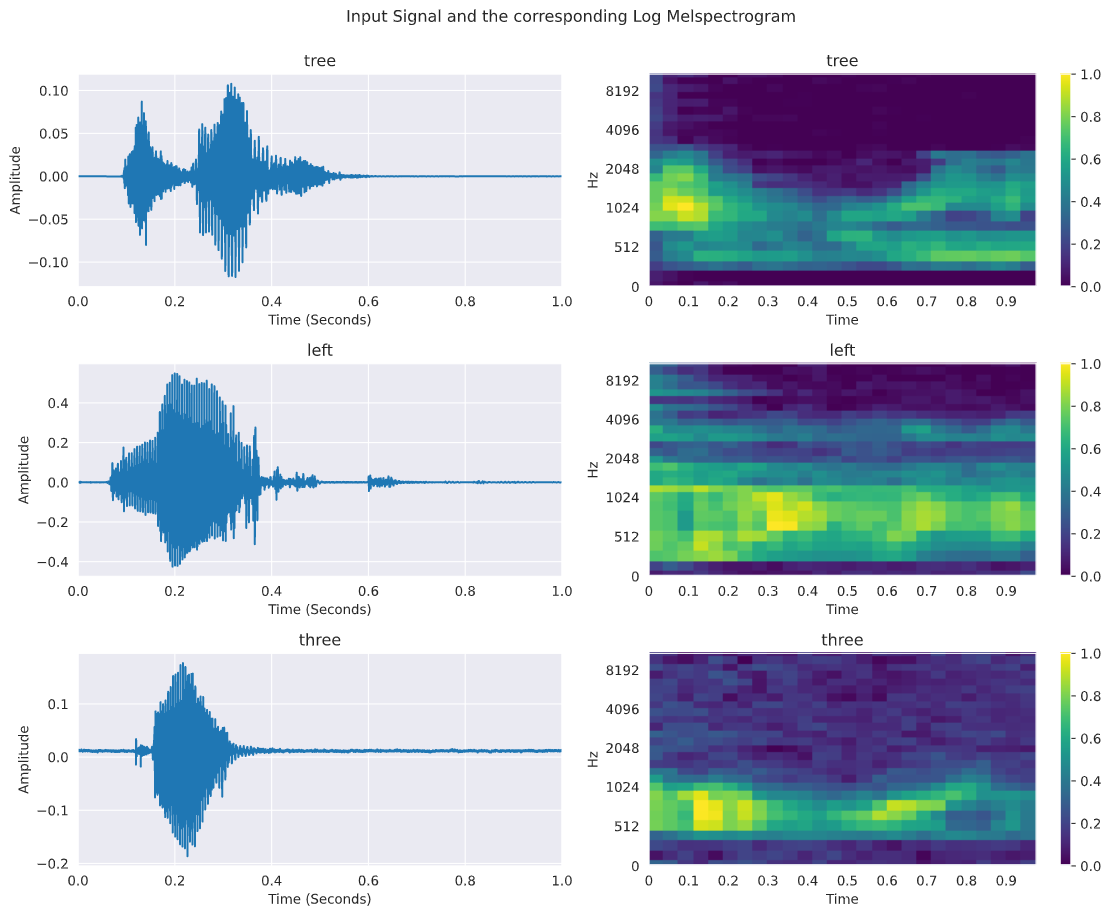 Input Signal and the corresponding Log Melspectrogram
tree
Amplitude
0.10
0.05
0.00
−0.05
−0.10
0.0 0.2 0.4 0.6 0.8 1.0
Time (Seconds)
tree
Hz
8192
4096
2048
1024
512
0
0 0.1 0.2 0.3 0.4 0.5 0.6 0.7 0.8 0.9
Time
1.0
0.8
0.6
0.4
0.2
0.0
left
Amplitude
0.4
0.2
0.0
−0.2
−0.4
0.0 0.2 0.4 0.6 0.8 1.0
Time (Seconds)
left
Hz
8192
4096
2048
1024
512
0
0 0.1 0.2 0.3 0.4 0.5 0.6 0.7 0.8 0.9
Time
1.0
0.8
0.6
0.4
0.2
0.0
three
Amplitude
0.1
0.0
−0.1
−0.2
0.0 0.2 0.4 0.6 0.8 1.0
Time (Seconds)
three
Hz
8192
4096
2048
1024
512
0
0 0.1 0.2 0.3 0.4 0.5 0.6 0.7 0.8 0.9
Time
1.0
0.8
0.6
0.4
0.2
0.0